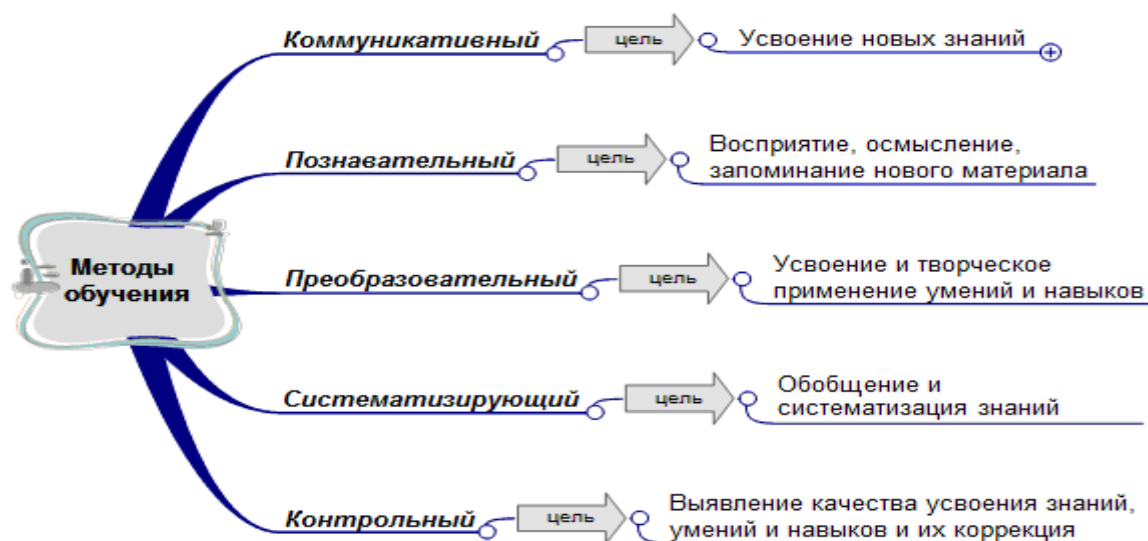 Методы
обучения
Коммуникативный
цель
Усвоение новых знаний
Познавательный
цель
Восприятие, осмысление,
запоминание нового материала
Преобразовательный
цель
Усвоение и творческое
применение умений и навыков
Систематизирующий
цель
Обобщение и
систематизация знаний
Контрольный
цель
Выявление качества усвоения знаний,
умений и навыков и их коррекция